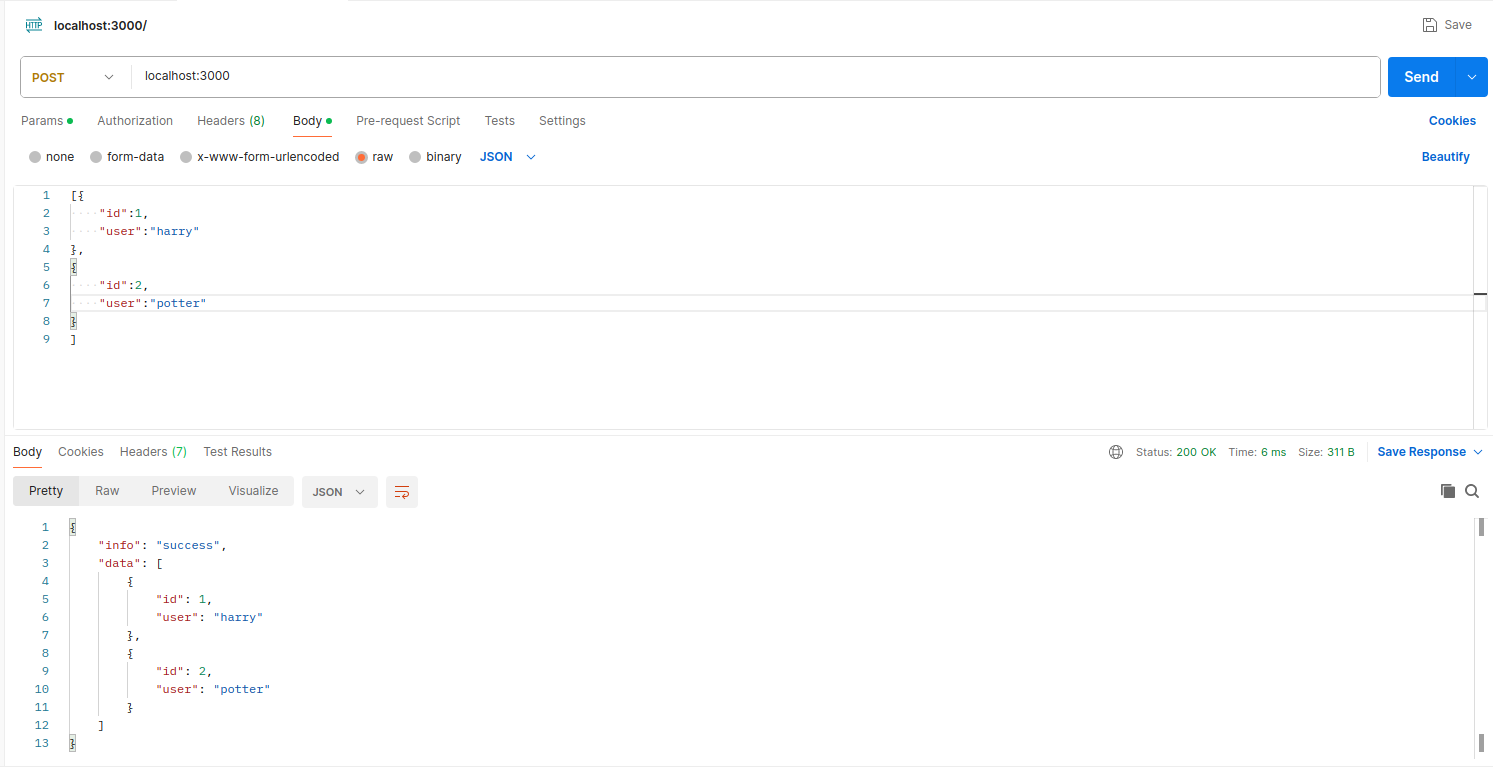 HTTP localhost:3000/ Save
POST localhost:3000 Send
Params Authorization Headers (8) Body Pre-request Script Tests Settings Cookies
none form-data x-www-form-urlencoded raw binary JSON Beautify
1 [{
2 "id":1,
3 "user":"harry"
4 },
5 {
6 "id":2,
7 "user":"potter"
8 }
9 ]
Body Cookies Headers (7) Test Results Status: 200 OK Time: 6 ms Size: 311 B Save Response
Pretty Raw Preview Visualize JSON
1 {
2 "info": "success",
3 "data": [
4 {
5 "id": 1,
6 "user": "harry"
7 },
8 {
9 "id": 2,
10 "user": "potter"
11 }
12 ]
13 }